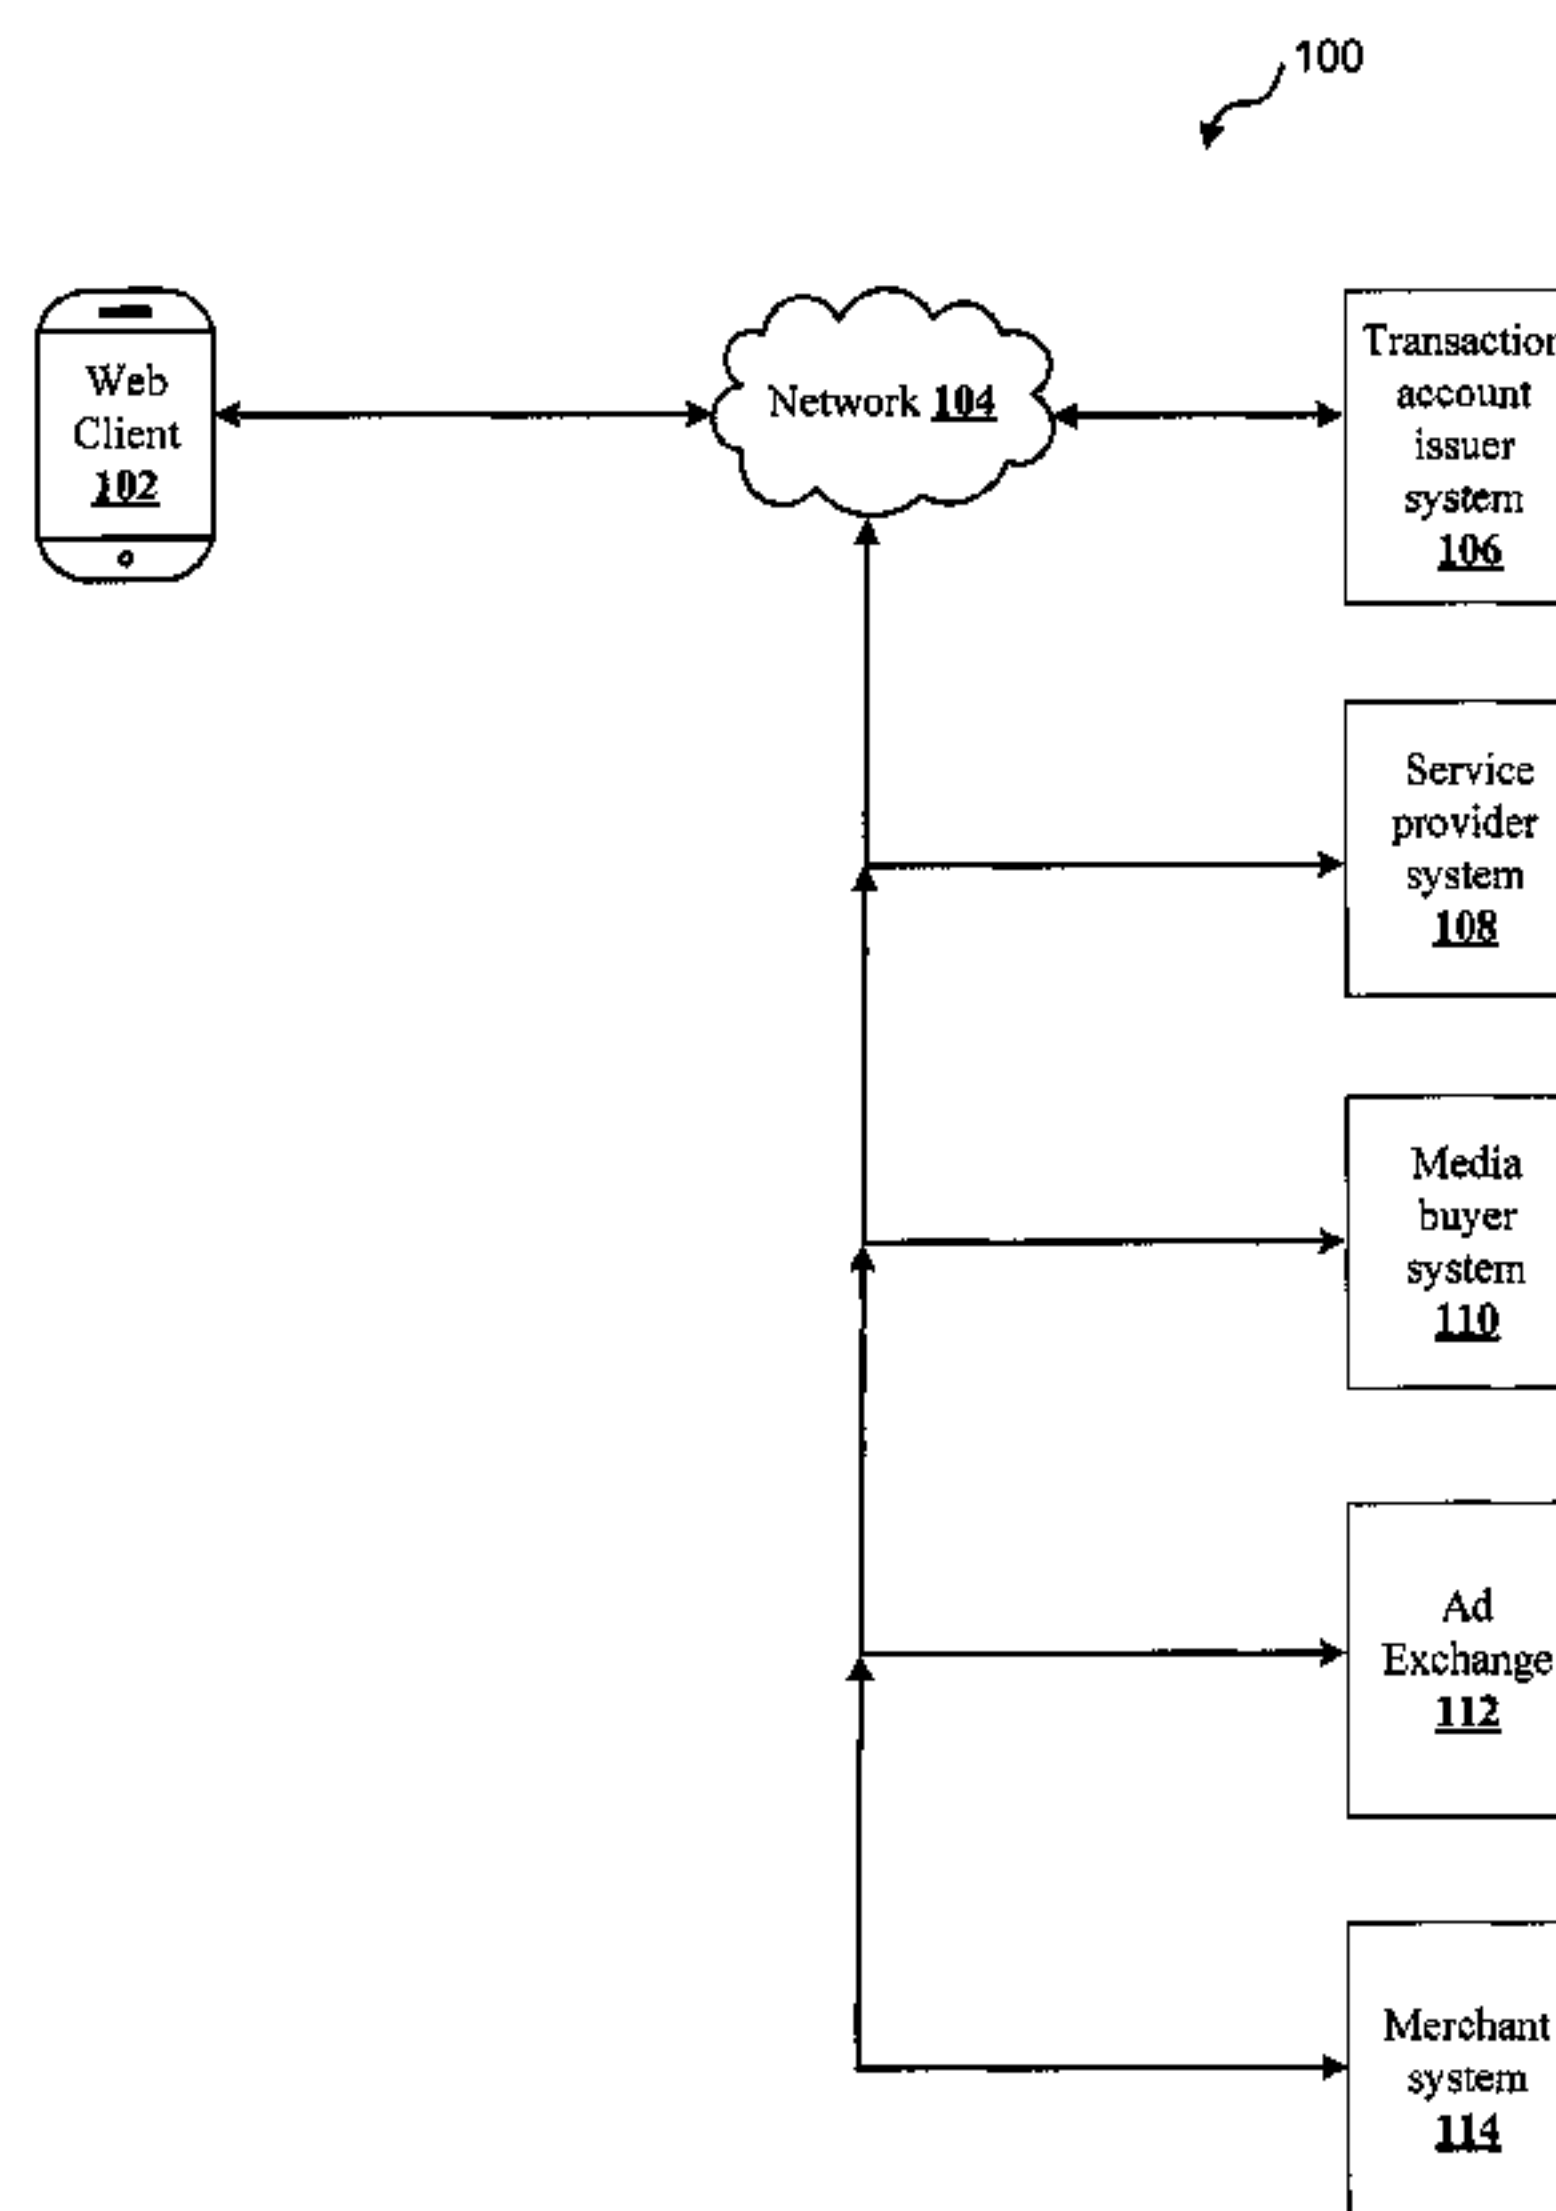 100
Web
Client
102
Network 104
Transaction
account
issuer
system
106
Service
provider
system
108
Media
buyer
system
110
Ad
Exchange
112
Merchant
system
114